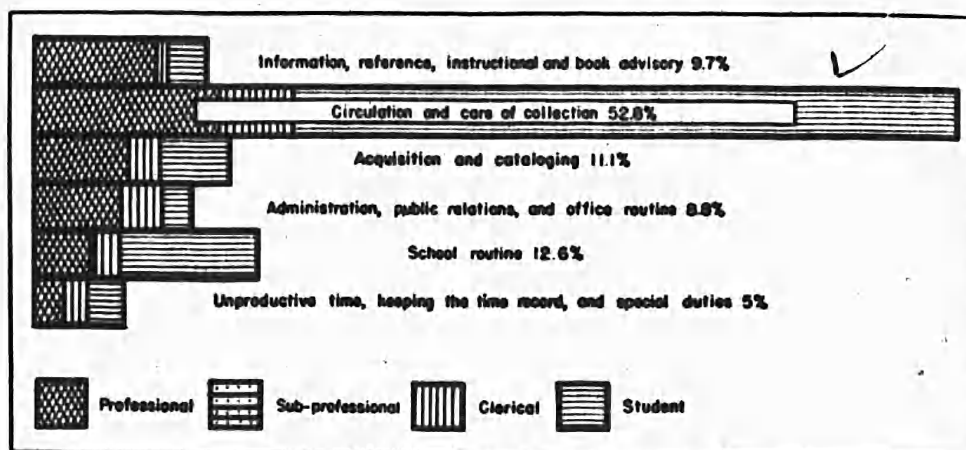 Information, reference, instructional and book advisory 9.7%
Circulation and care of collection 52.8%
Acquisition and cataloging 11.1%
Administration, public relations, and office routine 8.8%
School routine 12.6%
Unproductive time, keeping the time record, and special duties 5%
Professional Sub-professional Clerical Student